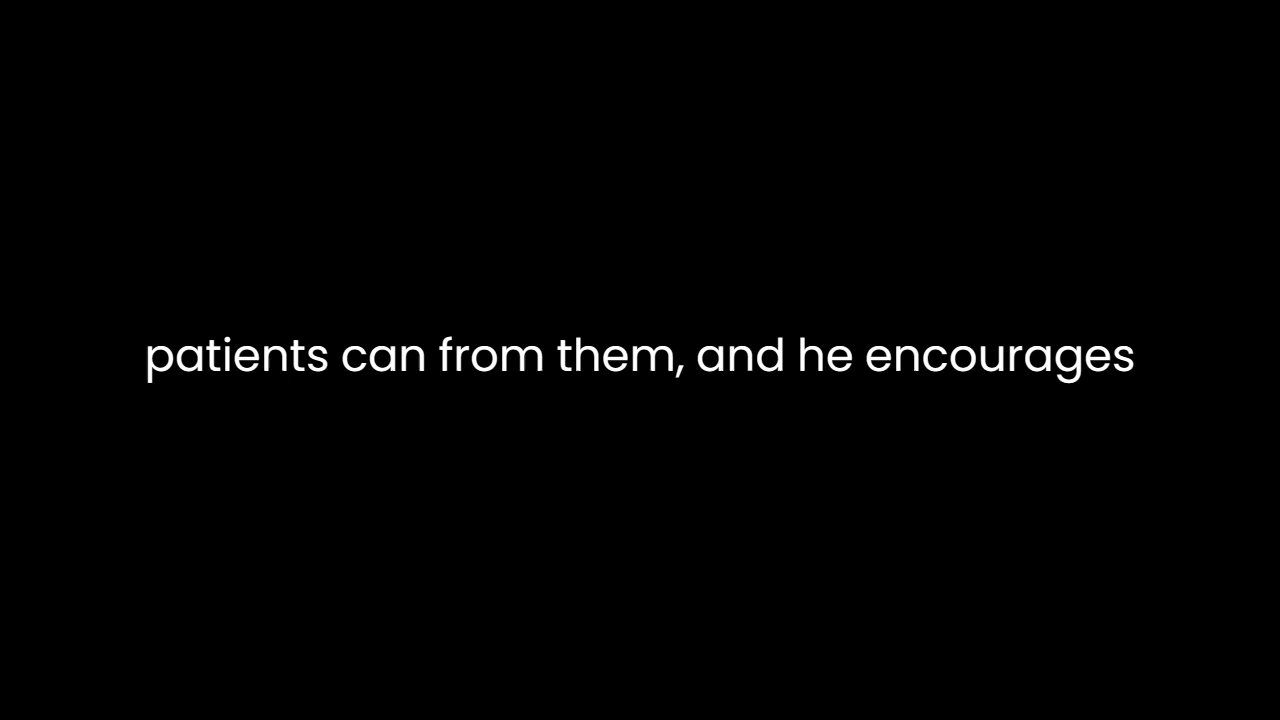 patients can from them, and he encourages